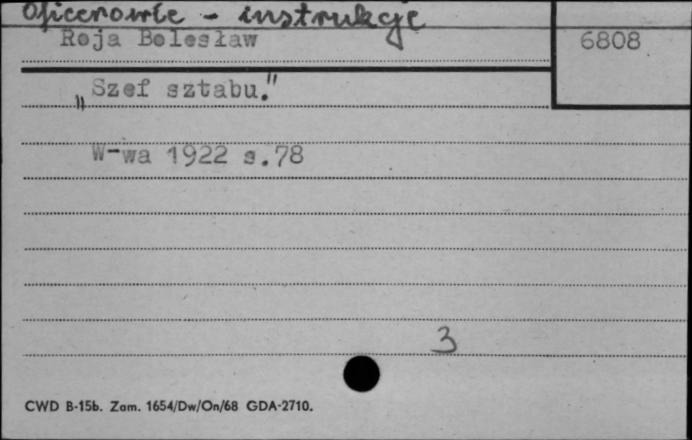 Oficerowie - instrukcje
Roja Bolesław
6808
„Szef sztabu."
W-wa 1922 s.78
3
CWD B-15b. Zam. 1654/Dw/On/68 GDA-2710.